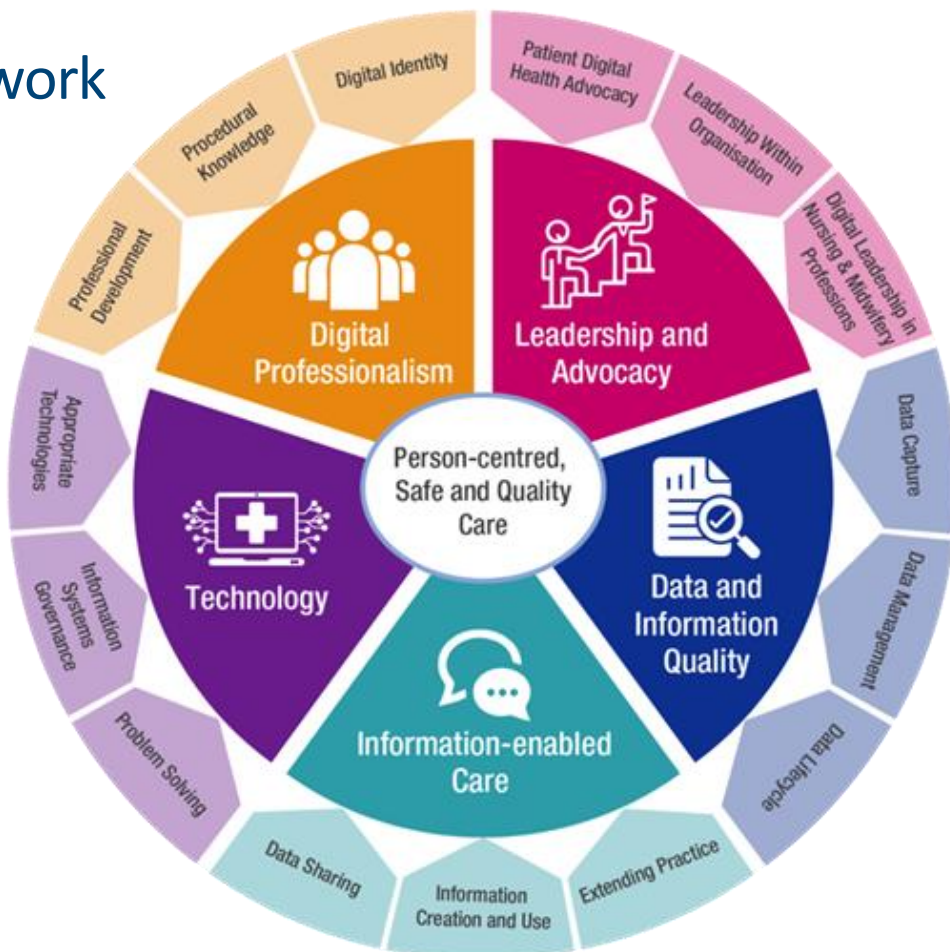 work
Digital Identity
Patient Digital
Health Advocacy
Procedural
Knowledge
Leadership Within
Organisation
Professional
Development
Digital Leadership in
Nursing & Midwifery
Professions
Digital
Professionalism
Leadership and
Advocacy
Appropriate
Technologies
Person-centred,
Safe and Quality
Care
Data Capture
Technology
Data and
Information
Quality
Information
Systems
Governance
Data Management
Information-enabled
Care
Problem Solving
Data Lifecycle
Data Sharing
Information
Creation and Use
Extending Practice